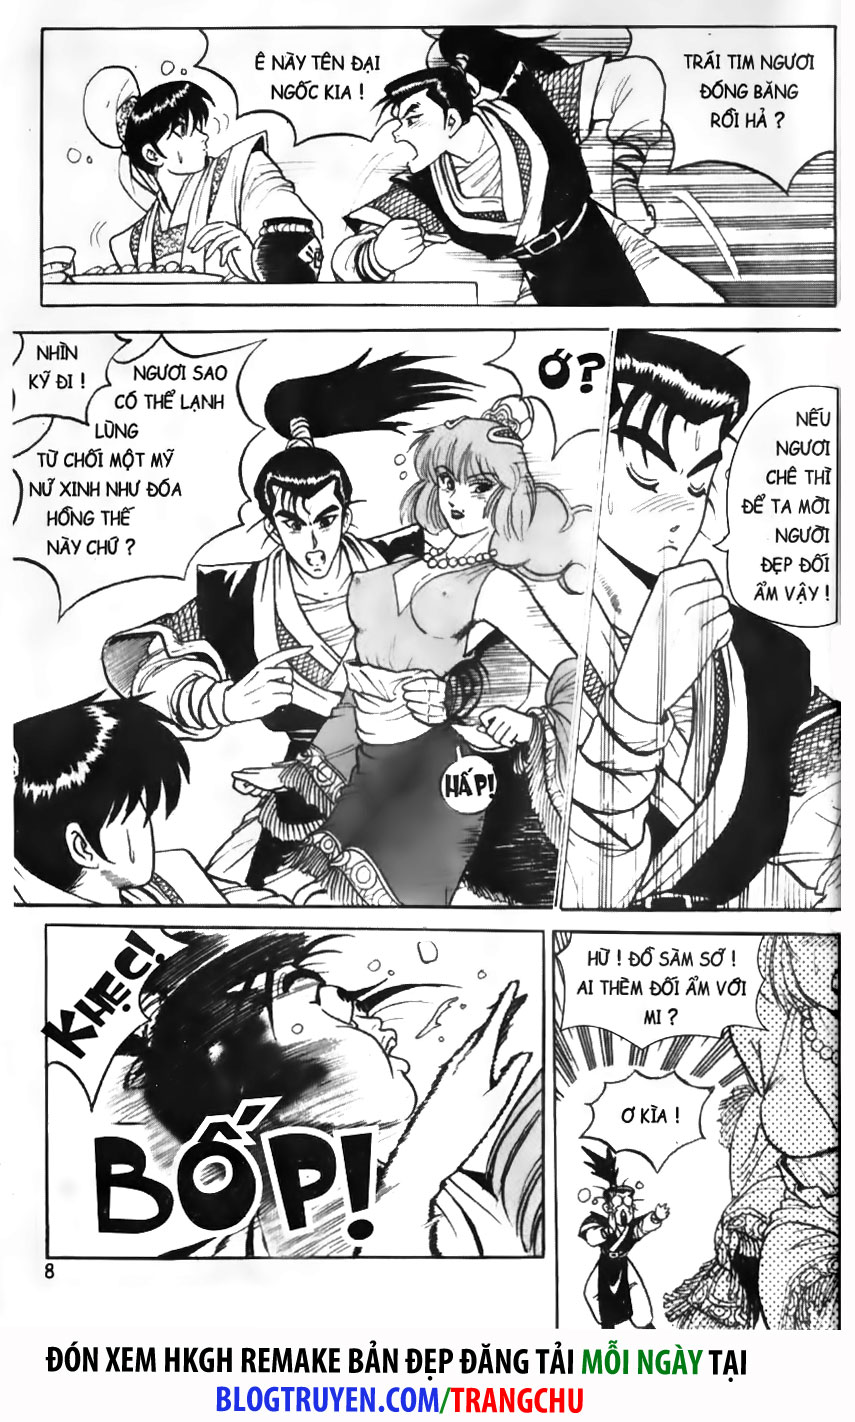 Ê NÀY TÊN ĐẠI
NGỐC KIA !
TRÁI TIM NGƯƠI
ĐÓNG BĂNG
RỒI HẢ ?
NHÌN
KỸ ĐI !
NGƯƠI SAO
CÓ THỂ LẠNH
LÙNG
TỪ CHỐI MỘT MỸ
NỮ XINH NHƯ ĐÓA
HỒNG THẾ
NÀY CHỨ ?
Ơ?
HẤP!
NẾU
NGƯƠI
CHÊ THÌ
ĐỂ TA MỜI
NGƯỜI
ĐẸP ĐỐI
ẨM VẬY !
KHẸC!
BỐP!
HỪ ! ĐỒ SÀM SỠ !
AI THÈM ĐỐI ẨM VỚI
MI ?
Ơ KÌA !
8
ĐÓN XEM HKGH REMAKE BẢN ĐẸP ĐĂNG TẢI MỖI NGÀY TẠI
BLOGTRUYEN.COM/TRANGCHU